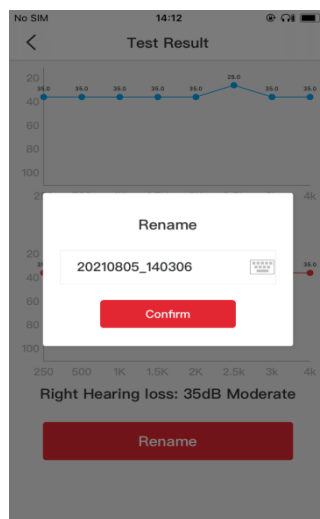 No SIM 14:12
Test Result
20
35.0 35.0 35.0 35.0 35.0 25.0 35.0 35.0
40
60
80
100
4k
Rename
20
20210805_140306
35.0
40
Confirm
60
80
100
250 500 1K 1.5K 2K 2.5k 3k 4k
Right Hearing loss: 35dB Moderate
Rename